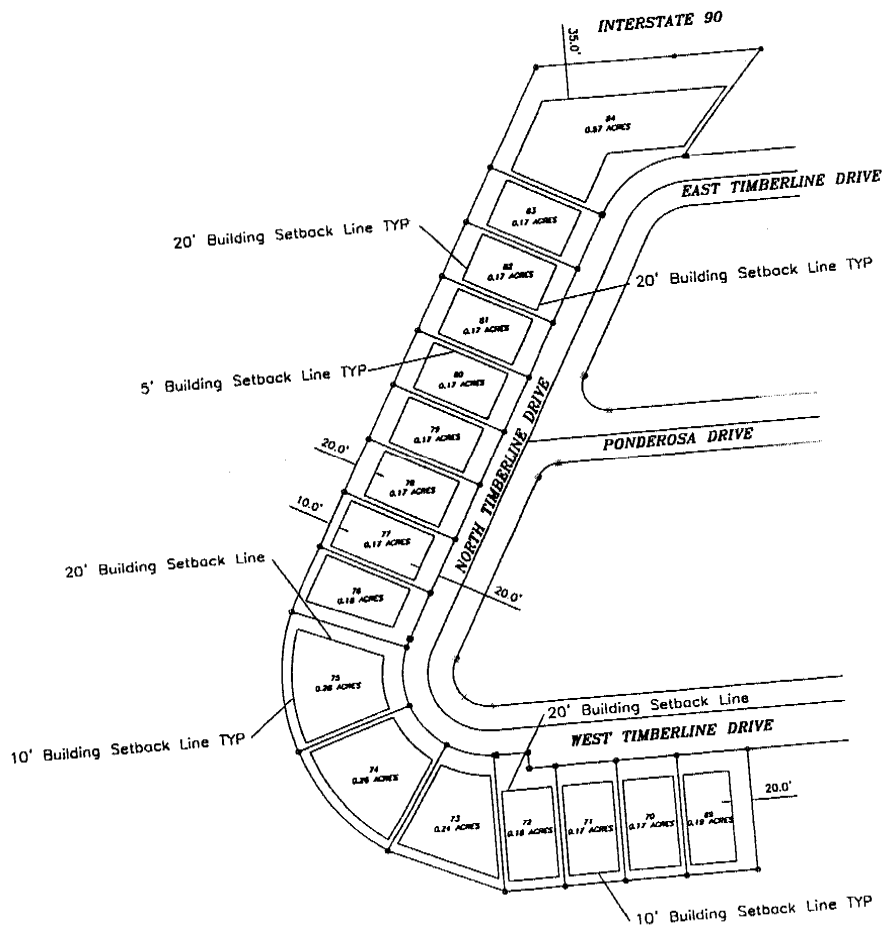 INTERSTATE 90
35.0'
84
0.57 ACRES
EAST TIMBERLINE DRIVE
83
0.17 ACRES
20' Building Setback Line TYP
82
0.17 ACRES
20' Building Setback Line TYP
81
0.17 ACRES
5' Building Setback Line TYP
80
0.17 ACRES
NORTH TIMBERLINE DRIVE
PONDEROSA DRIVE
79
0.17 ACRES
20.0'
78
0.17 ACRES
10.0'
77
0.17 ACRES
20' Building Setback Line
76
0.18 ACRES
20.0'
75
0.26 ACRES
20' Building Setback Line
10' Building Setback Line TYP
WEST TIMBERLINE DRIVE
74
0.26 ACRES
73
0.21 ACRES
72
0.18 ACRES
71
0.17 ACRES
70
0.17 ACRES
69
0.19 ACRES
20.0'
10' Building Setback Line TYP